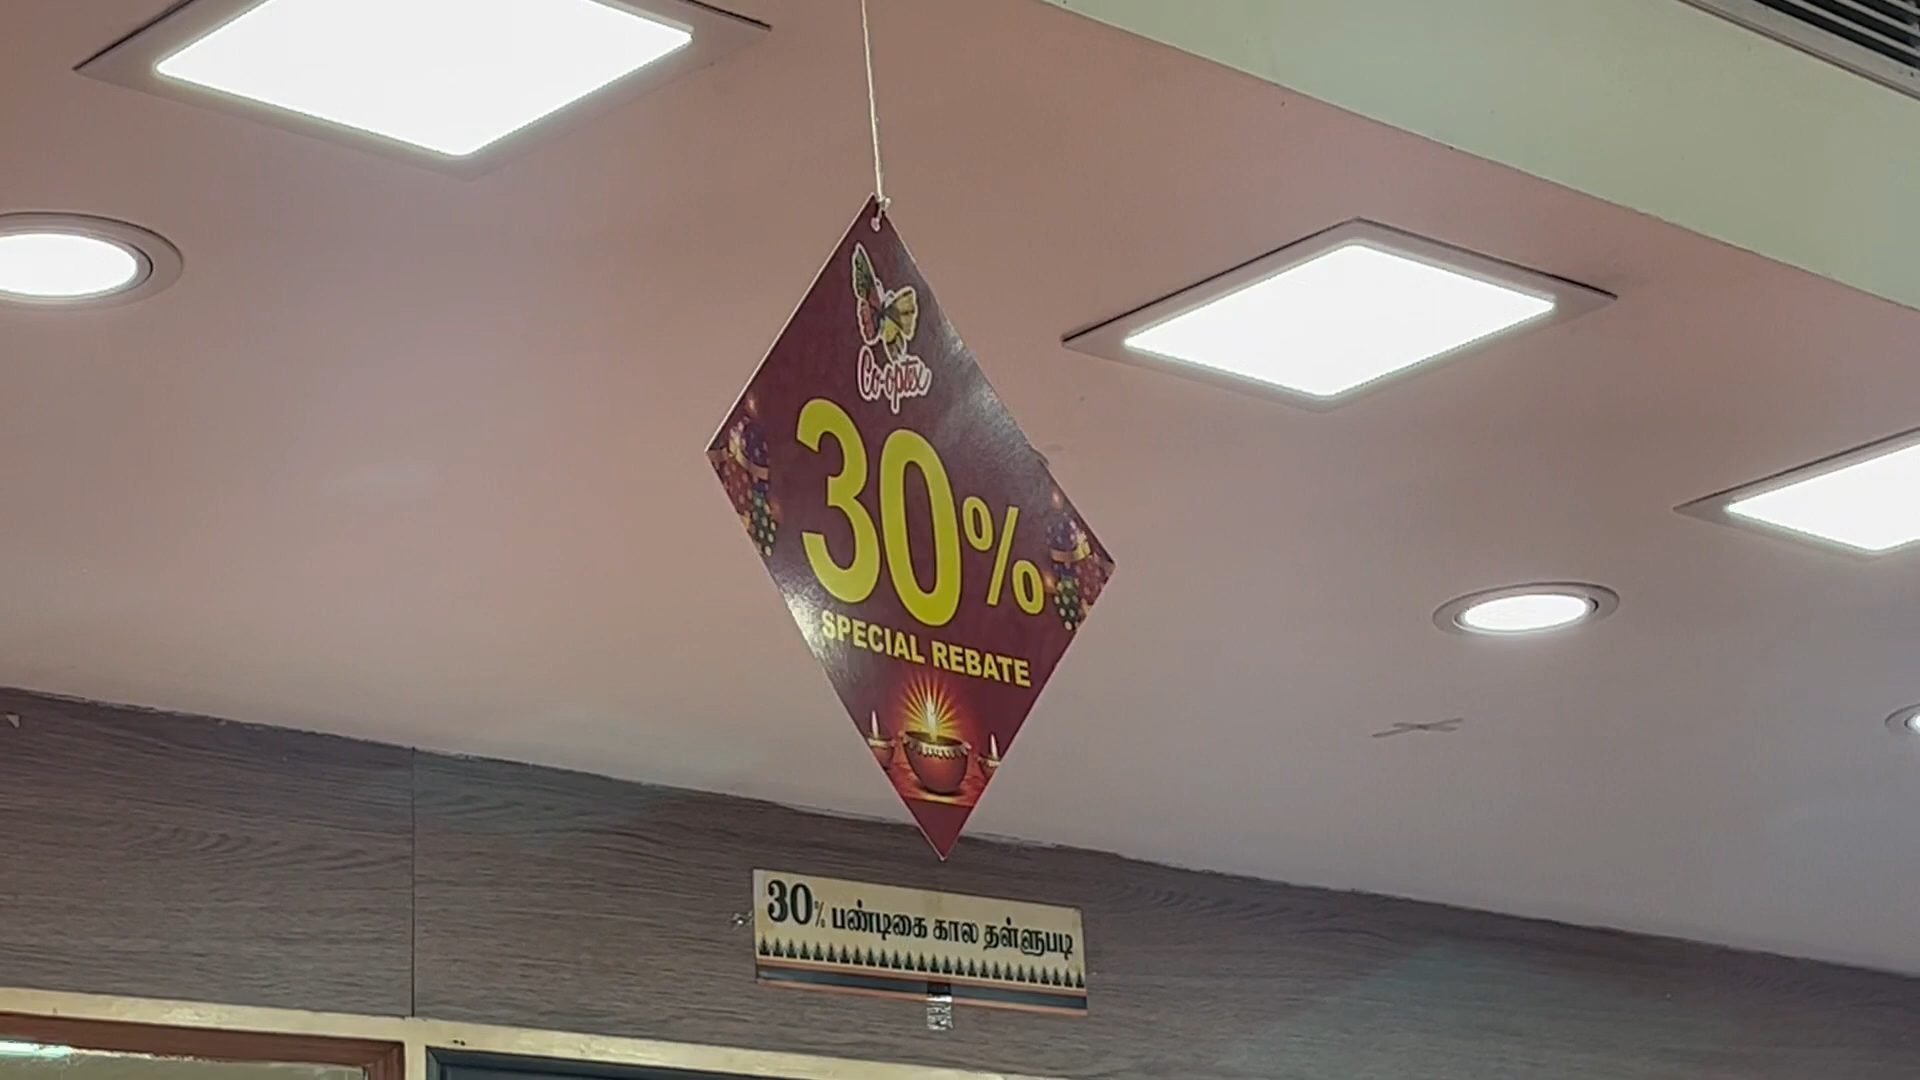 Co-optex
30%
SPECIAL REBATE
30% பண்டிகை கால தள்ளுபடி